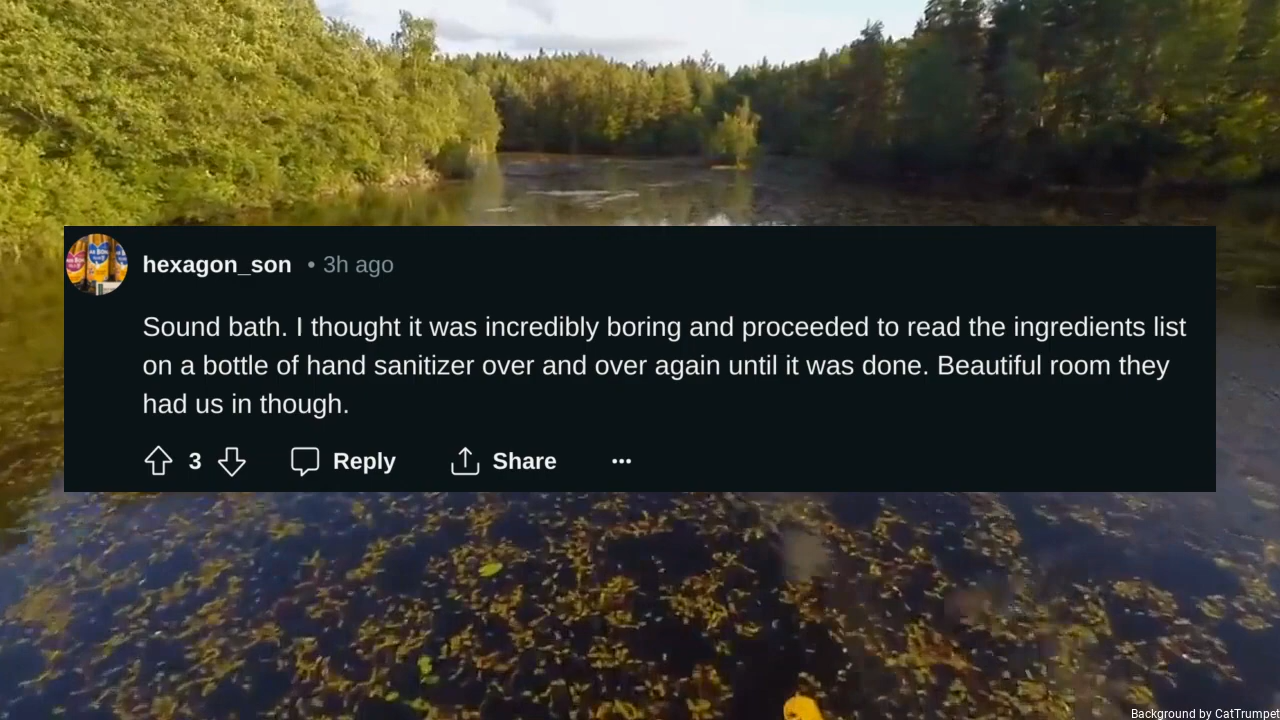 hexagon_son • 3h ago
Sound bath. I thought it was incredibly boring and proceeded to read the ingredients list
on a bottle of hand sanitizer over and over again until it was done. Beautiful room they
had us in though.
3 Reply Share ...
Background by CatTrumpet